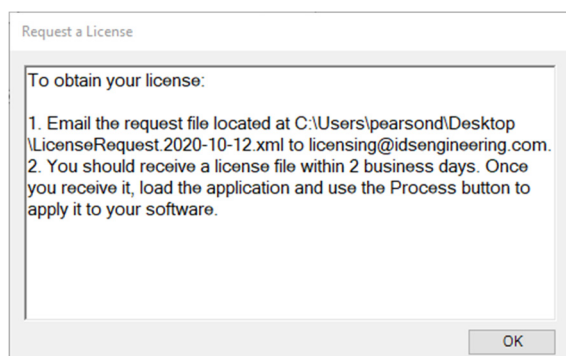 Request a License
To obtain your license:
1. Email the request file located at C:\Users\pearsond\Desktop
\LicenseRequest.2020-10-12.xml to licensing@idsengineering.com.
2. You should receive a license file within 2 business days. Once
you receive it, load the application and use the Process button to
apply it to your software.
OK